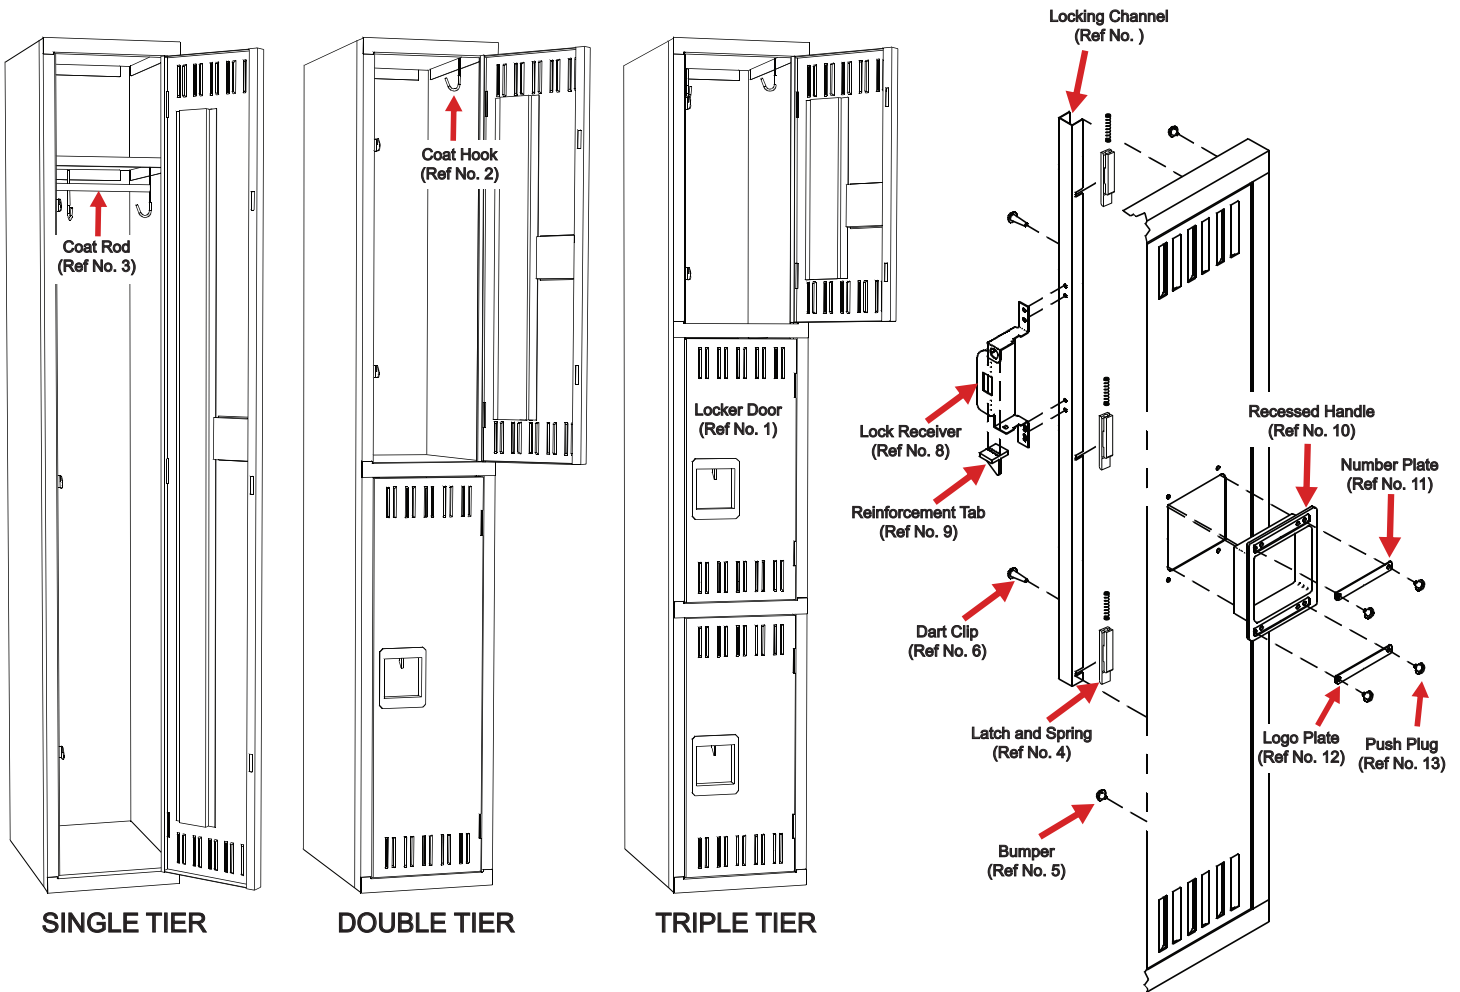 Locking Channel
(Ref No. )
Coat Hook
(Ref No. 2)
Coat Rod
(Ref No. 3)
Locker Door
(Ref No. 1)
Lock Receiver
(Ref No. 8)
Recessed Handle
(Ref No. 10)
Number Plate
(Ref No. 11)
Reinforcement Tab
(Ref No. 9)
Dart Clip
(Ref No. 6)
Latch and Spring
(Ref No. 4)
Logo Plate
(Ref No. 12)
Push Plug
(Ref No. 13)
Bumper
(Ref No. 5)
SINGLE TIER
DOUBLE TIER
TRIPLE TIER